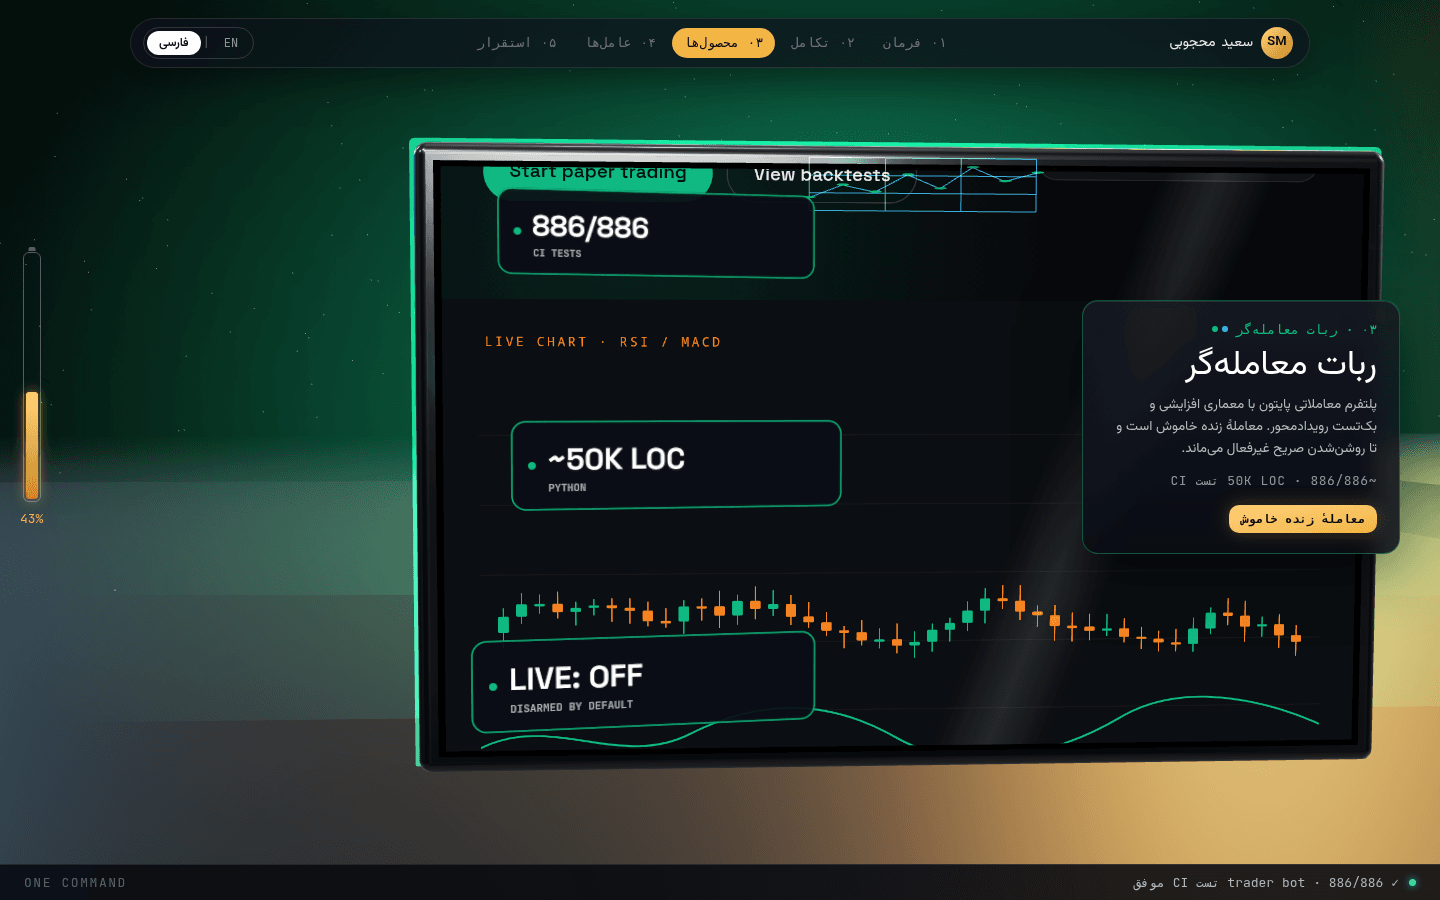 SM سعید محجوبی
۰۱ فرمان
۰۲ تکامل
۰۳ محصول‌ها
۰۴ عامل‌ها
۰۵ استقرار
فارسی | EN
Start paper trading
View backtests
886/886
CI TESTS
LIVE CHART · RSI / MACD
~50K LOC
PYTHON
LIVE: OFF
DISARMED BY DEFAULT
۰۳ · ربات معامله‌گر
ربات معامله‌گر
پلتفرم معاملاتی پایتون با معماری افزایشی و
بک‌تست رویدادمحور. معاملهٔ زنده خاموش است و
تا روشن‌شدن صریح غیرفعال می‌ماند.
~50K LOC · 886/886 تست CI
معاملهٔ زنده خاموش
43%
ONE COMMAND
✓ trader bot · 886/886 تست CI موفق